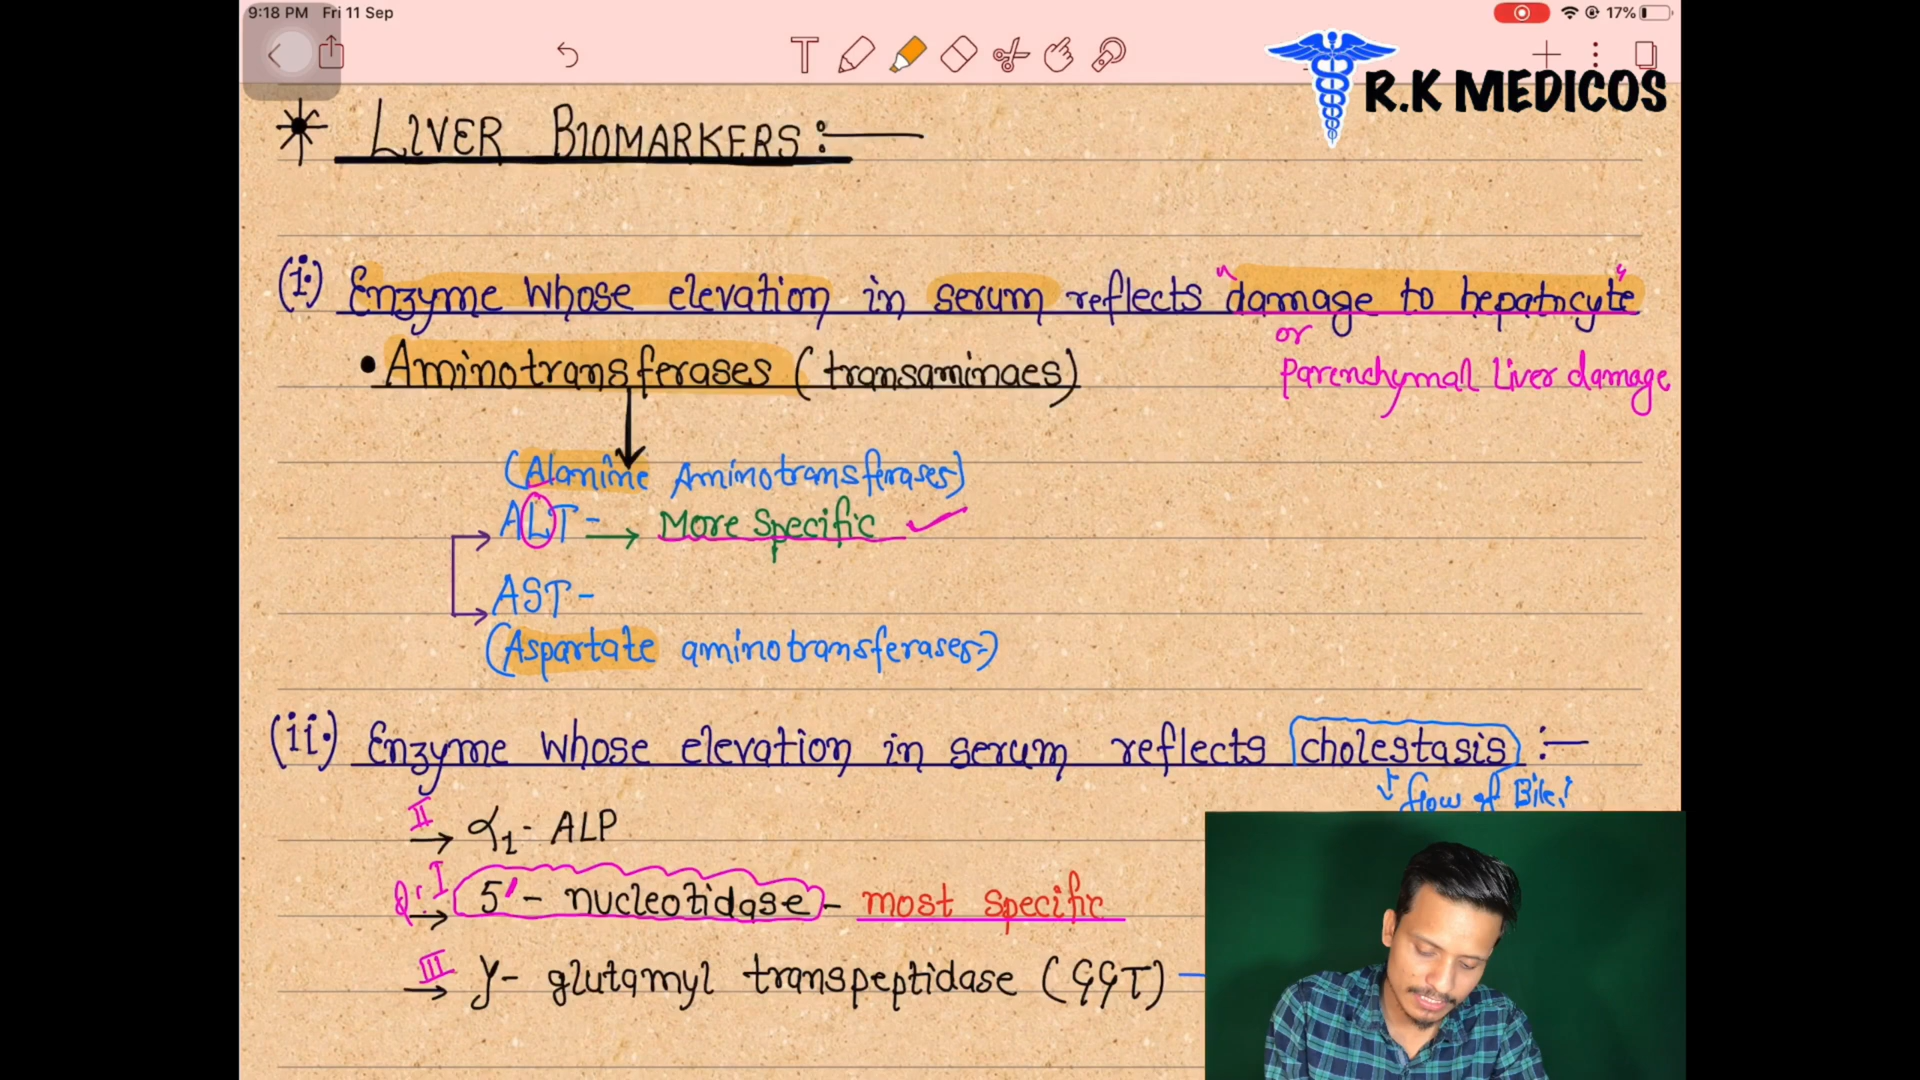 9:18 PM Fri 11 Sep
17%
R.K MEDICOS
LIVER BIOMARKERS:
(i.) Enzyme whose elevation in serum reflects "damage to hepatocyte"
or
Parenchymal Liver damage
• Aminotransferases (transaminaes)
(Alanine Aminotransferases)
ALT- → More Specific ✓
AST-
(Aspartate aminotransferases-)
(ii.) Enzyme whose elevation in serum reflects cholestasis :-
↓ flow of Bile.
II → α1- ALP
I → 5'- nucleotidase - most specific
III → γ- glutamyl transpeptidase (GGT) -